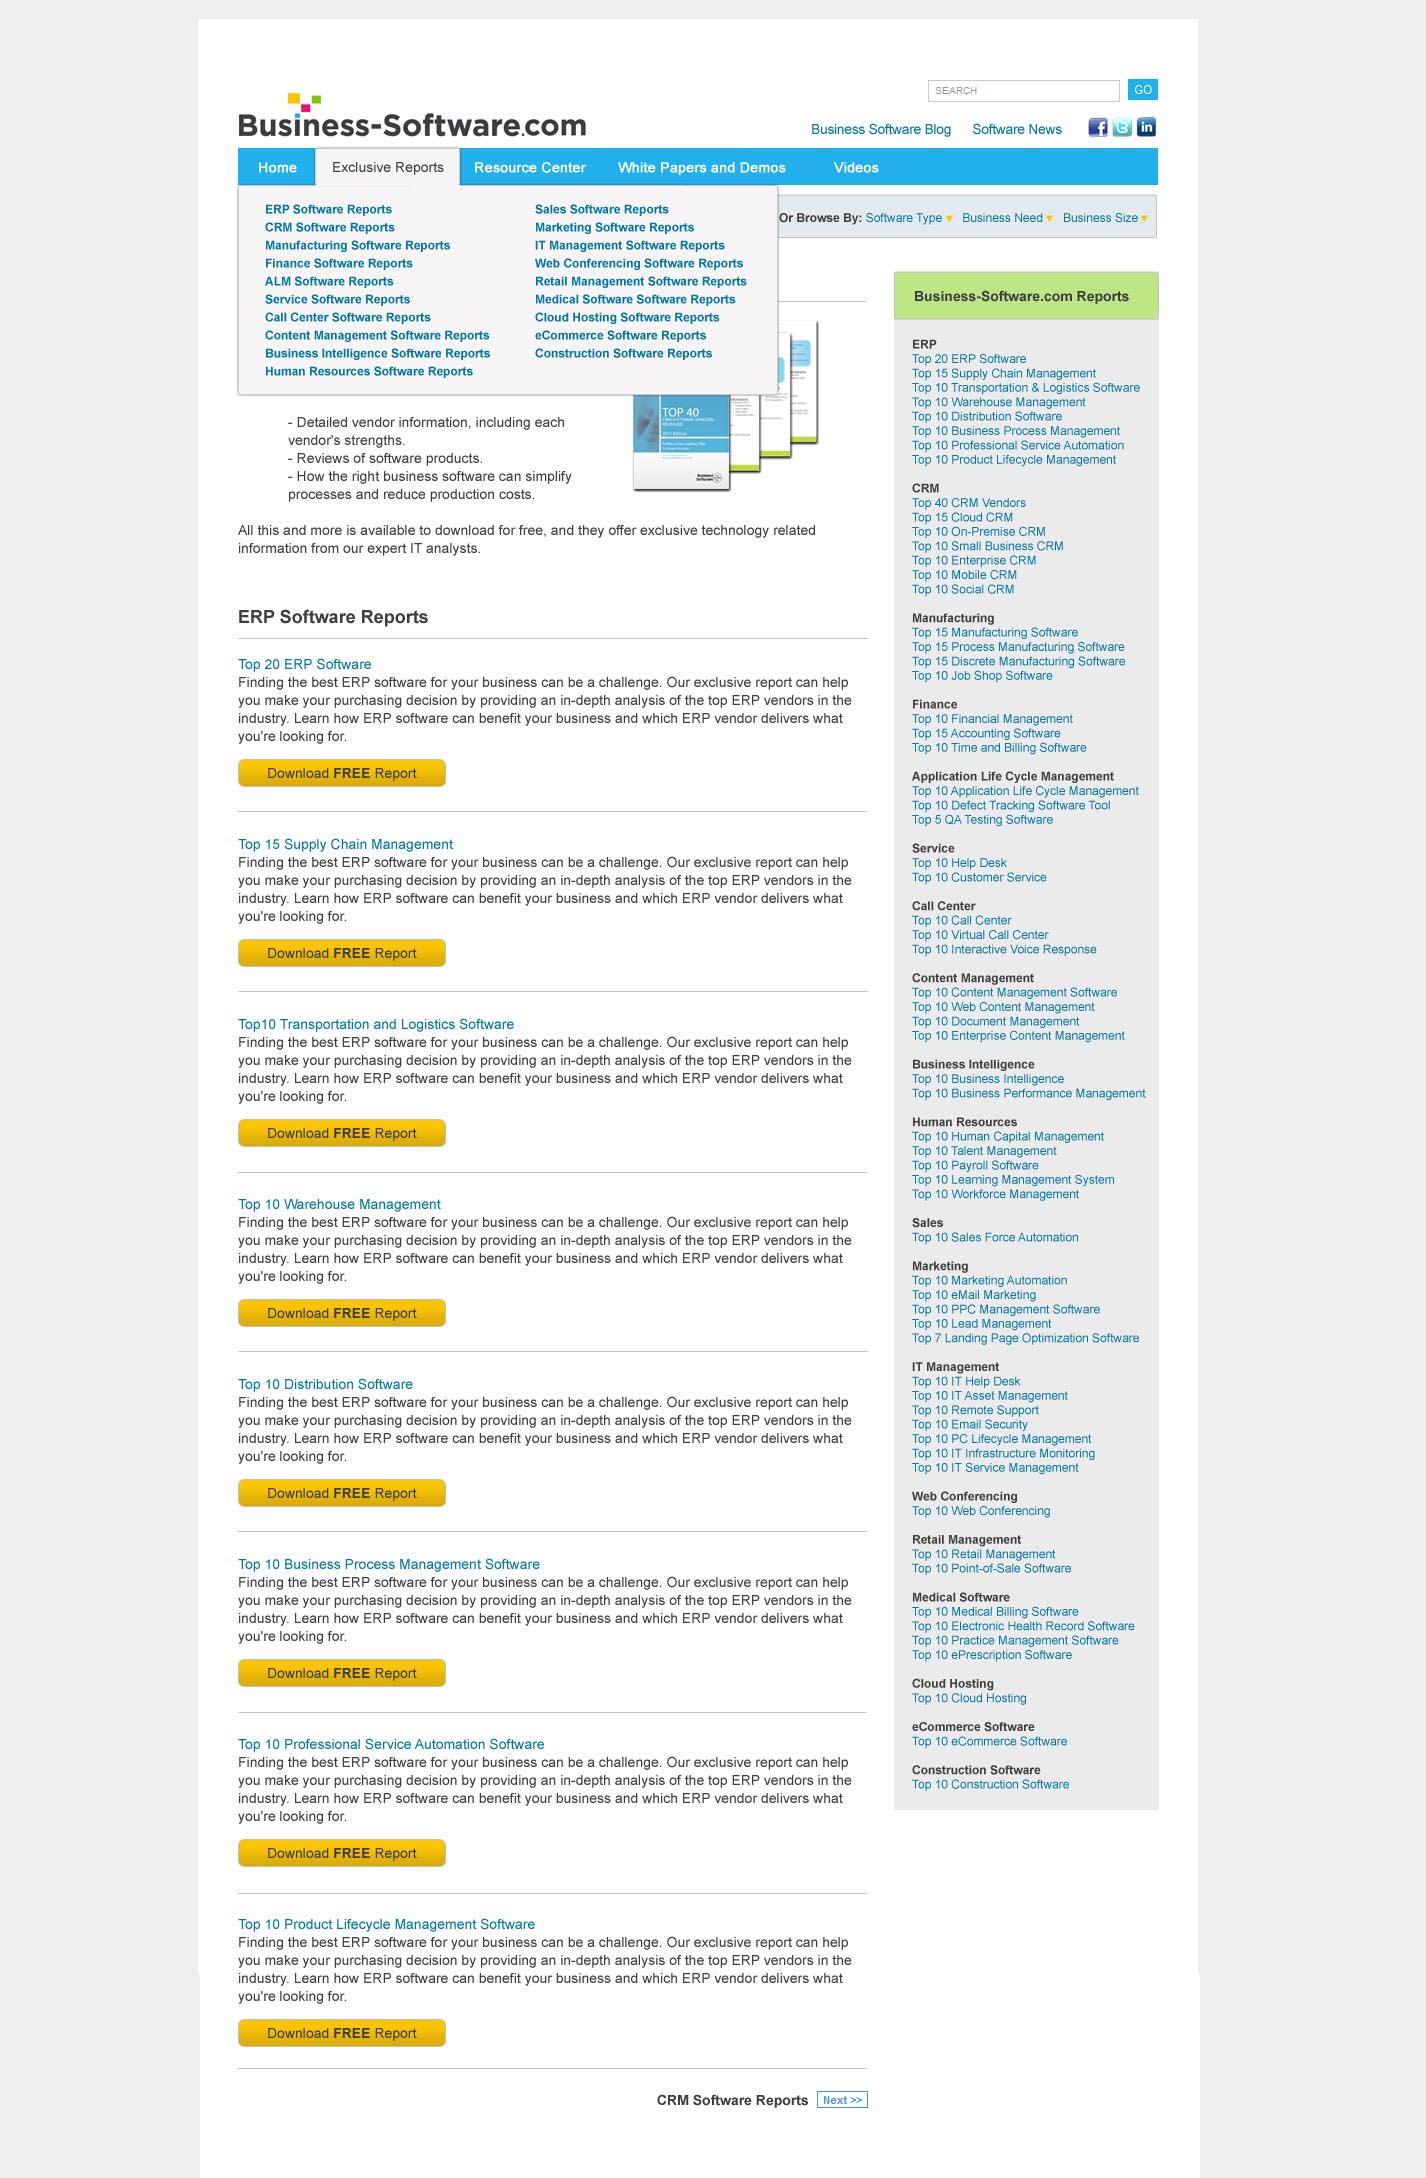 SEARCH
GO
Business-Software.com
Business Software Blog
Software News
Home
Exclusive Reports
Resource Center
White Papers and Demos
Videos
ERP Software Reports
CRM Software Reports
Manufacturing Software Reports
Finance Software Reports
ALM Software Reports
Service Software Reports
Call Center Software Reports
Content Management Software Reports
Business Intelligence Software Reports
Human Resources Software Reports
Sales Software Reports
Marketing Software Reports
IT Management Software Reports
Web Conferencing Software Reports
Retail Management Software Reports
Medical Software Software Reports
Cloud Hosting Software Reports
eCommerce Software Reports
Construction Software Reports
Or Browse By: Software Type Business Need Business Size
- Detailed vendor information, including each
vendor's strengths.
- Reviews of software products.
- How the right business software can simplify
processes and reduce production costs.
TOP 40
All this and more is available to download for free, and they offer exclusive technology related
information from our expert IT analysts.
ERP Software Reports
Top 20 ERP Software
Finding the best ERP software for your business can be a challenge. Our exclusive report can help
you make your purchasing decision by providing an in-depth analysis of the top ERP vendors in the
industry. Learn how ERP software can benefit your business and which ERP vendor delivers what
you're looking for.
Download FREE Report
Top 15 Supply Chain Management
Finding the best ERP software for your business can be a challenge. Our exclusive report can help
you make your purchasing decision by providing an in-depth analysis of the top ERP vendors in the
industry. Learn how ERP software can benefit your business and which ERP vendor delivers what
you're looking for.
Download FREE Report
Top10 Transportation and Logistics Software
Finding the best ERP software for your business can be a challenge. Our exclusive report can help
you make your purchasing decision by providing an in-depth analysis of the top ERP vendors in the
industry. Learn how ERP software can benefit your business and which ERP vendor delivers what
you're looking for.
Download FREE Report
Top 10 Warehouse Management
Finding the best ERP software for your business can be a challenge. Our exclusive report can help
you make your purchasing decision by providing an in-depth analysis of the top ERP vendors in the
industry. Learn how ERP software can benefit your business and which ERP vendor delivers what
you're looking for.
Download FREE Report
Top 10 Distribution Software
Finding the best ERP software for your business can be a challenge. Our exclusive report can help
you make your purchasing decision by providing an in-depth analysis of the top ERP vendors in the
industry. Learn how ERP software can benefit your business and which ERP vendor delivers what
you're looking for.
Download FREE Report
Top 10 Business Process Management Software
Finding the best ERP software for your business can be a challenge. Our exclusive report can help
you make your purchasing decision by providing an in-depth analysis of the top ERP vendors in the
industry. Learn how ERP software can benefit your business and which ERP vendor delivers what
you're looking for.
Download FREE Report
Top 10 Professional Service Automation Software
Finding the best ERP software for your business can be a challenge. Our exclusive report can help
you make your purchasing decision by providing an in-depth analysis of the top ERP vendors in the
industry. Learn how ERP software can benefit your business and which ERP vendor delivers what
you're looking for.
Download FREE Report
Top 10 Product Lifecycle Management Software
Finding the best ERP software for your business can be a challenge. Our exclusive report can help
you make your purchasing decision by providing an in-depth analysis of the top ERP vendors in the
industry. Learn how ERP software can benefit your business and which ERP vendor delivers what
you're looking for.
Download FREE Report
CRM Software Reports Next >>
Business-Software.com Reports
ERP
Top 20 ERP Software
Top 15 Supply Chain Management
Top 10 Transportation & Logistics Software
Top 10 Warehouse Management
Top 10 Distribution Software
Top 10 Business Process Management
Top 10 Professional Service Automation
Top 10 Product Lifecycle Management
CRM
Top 40 CRM Vendors
Top 15 Cloud CRM
Top 10 On-Premise CRM
Top 10 Small Business CRM
Top 10 Enterprise CRM
Top 10 Mobile CRM
Top 10 Social CRM
Manufacturing
Top 15 Manufacturing Software
Top 15 Process Manufacturing Software
Top 15 Discrete Manufacturing Software
Top 10 Job Shop Software
Finance
Top 10 Financial Management
Top 15 Accounting Software
Top 10 Time and Billing Software
Application Life Cycle Management
Top 10 Application Life Cycle Management
Top 10 Defect Tracking Software Tool
Top 5 QA Testing Software
Service
Top 10 Help Desk
Top 10 Customer Service
Call Center
Top 10 Call Center
Top 10 Virtual Call Center
Top 10 Interactive Voice Response
Content Management
Top 10 Content Management Software
Top 10 Web Content Management
Top 10 Document Management
Top 10 Enterprise Content Management
Business Intelligence
Top 10 Business Intelligence
Top 10 Business Performance Management
Human Resources
Top 10 Human Capital Management
Top 10 Talent Management
Top 10 Payroll Software
Top 10 Learning Management System
Top 10 Workforce Management
Sales
Top 10 Sales Force Automation
Marketing
Top 10 Marketing Automation
Top 10 eMail Marketing
Top 10 PPC Management Software
Top 10 Lead Management
Top 7 Landing Page Optimization Software
IT Management
Top 10 IT Help Desk
Top 10 IT Asset Management
Top 10 Remote Support
Top 10 Email Security
Top 10 PC Lifecycle Management
Top 10 IT Infrastructure Monitoring
Top 10 IT Service Management
Web Conferencing
Top 10 Web Conferencing
Retail Management
Top 10 Retail Management
Top 10 Point-of-Sale Software
Medical Software
Top 10 Medical Billing Software
Top 10 Electronic Health Record Software
Top 10 Practice Management Software
Top 10 ePrescription Software
Cloud Hosting
Top 10 Cloud Hosting
eCommerce Software
Top 10 eCommerce Software
Construction Software
Top 10 Construction Software